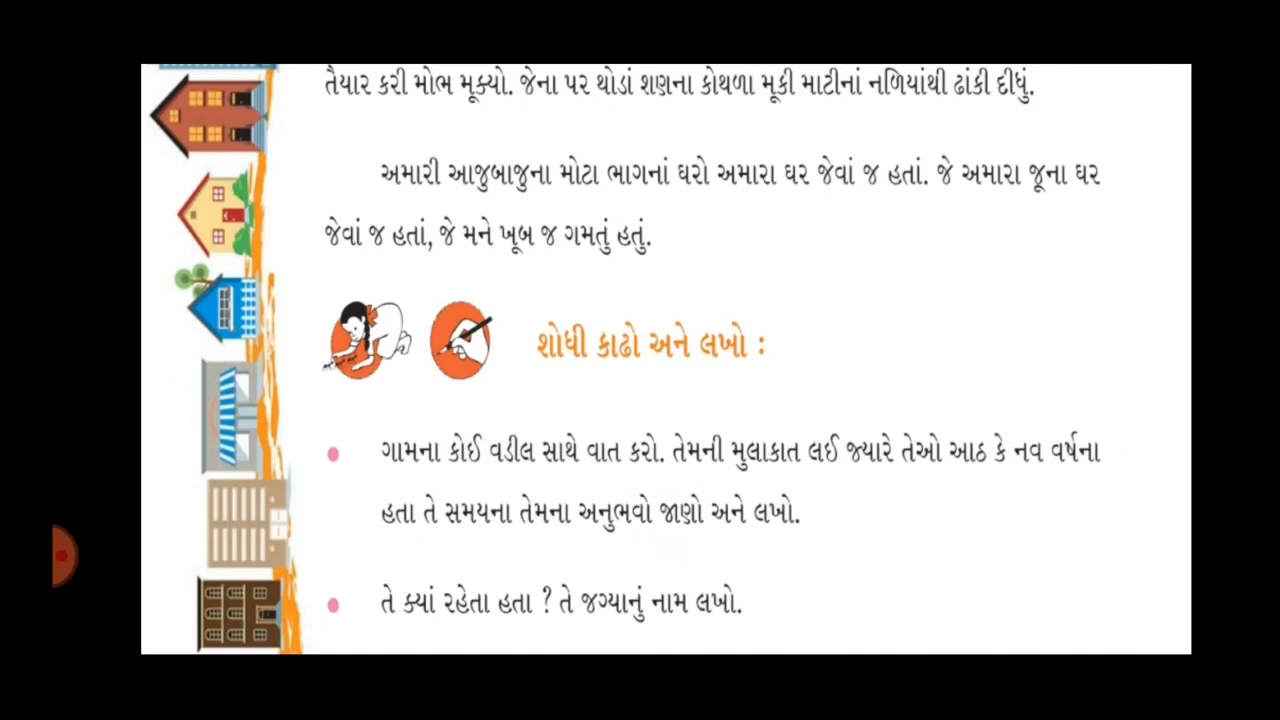 તૈયાર કરી મોભ મૂક્યો. જેના પર થોડાં શણના કોથળા મૂકી માટીનાં નળિયાંથી ઢાંકી દીધું.
અમારી આજુબાજુના મોટા ભાગનાં ઘરો અમારા ઘર જેવાં જ હતાં. જે અમારા જૂના ઘર
જેવાં જ હતાં, જે મને ખૂબ જ ગમતું હતું.
શોધી કાઢો અને લખો :
ગામના કોઈ વડીલ સાથે વાત કરો. તેમની મુલાકાત લઈ જ્યારે તેઓ આઠ કે નવ વર્ષના
હતા તે સમયના તેમના અનુભવો જાણો અને લખો.
તે ક્યાં રહેતા હતા ? તે જગ્યાનું નામ લખો.